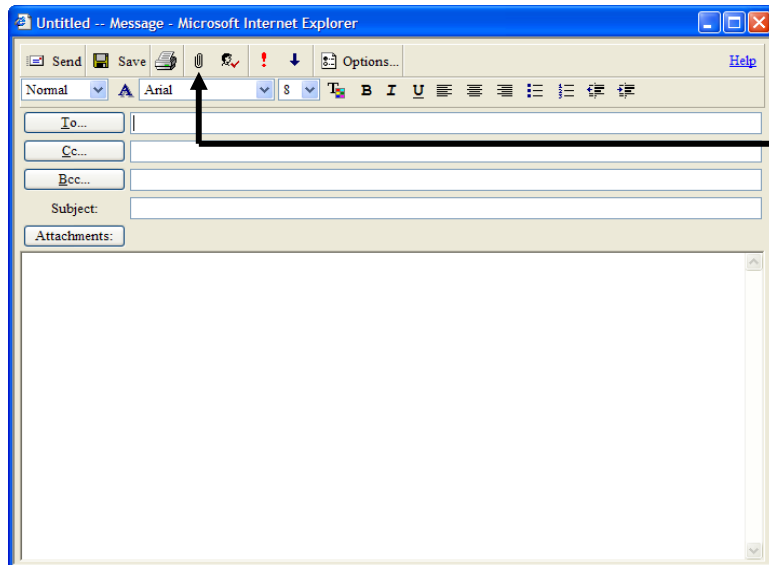 Untitled -- Message - Microsoft Internet Explorer
Send Save Options... Help
Normal A Arial 8 T B I U
To...
Cc...
Bcc...
Subject:
Attachments: